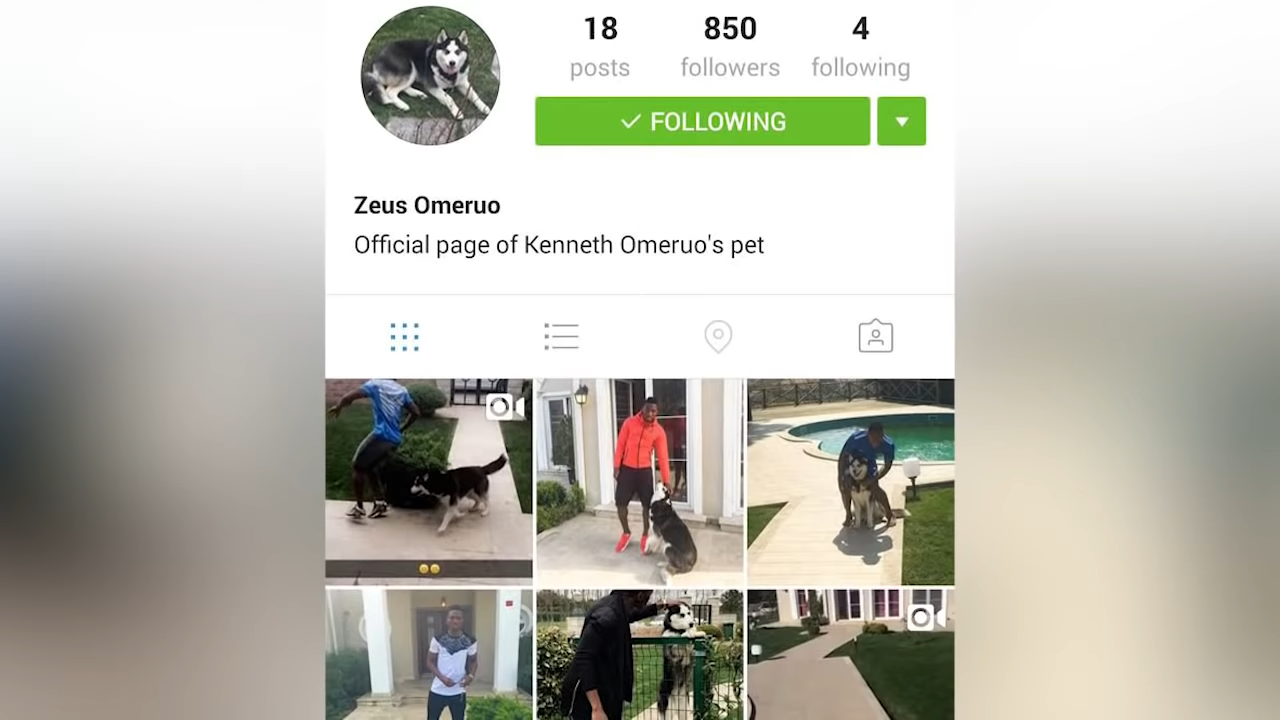 18 850 4
posts followers following
FOLLOWING
Zeus Omeruo
Official page of Kenneth Omeruo's pet